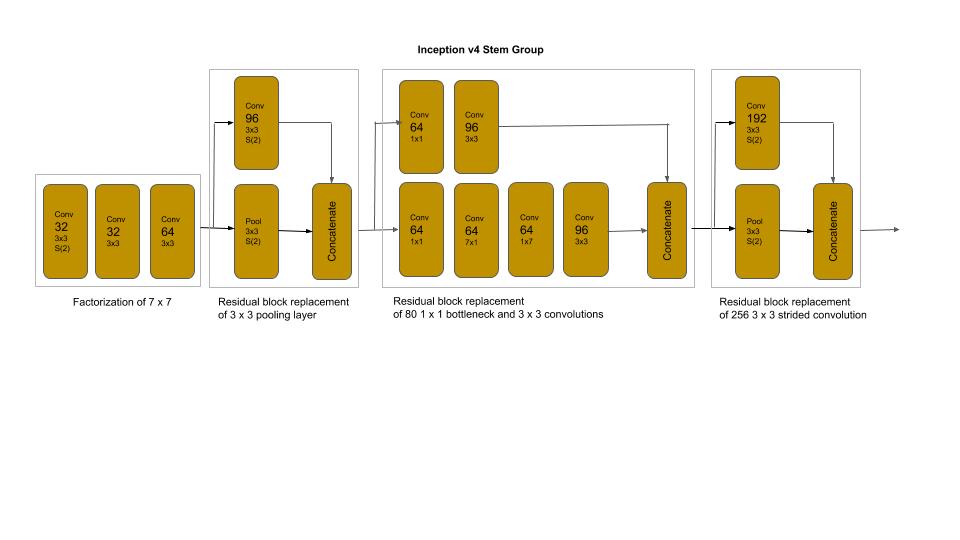 Inception v4 Stem Group
Conv
32
3x3
S(2)
Conv
32
3x3
Conv
64
3x3
Factorization of 7 x 7
Conv
96
3x3
S(2)
Pool
3x3
S(2)
Concatenate
Residual block replacement
of 3 x 3 pooling layer
Conv
64
1x1
Conv
96
3x3
Conv
64
1x1
Conv
64
7x1
Conv
64
1x7
Conv
96
3x3
Concatenate
Residual block replacement
of 80 1 x 1 bottleneck and 3 x 3 convolutions
Conv
192
3x3
S(2)
Pool
3x3
S(2)
Concatenate
Residual block replacement
of 256 3 x 3 strided convolution